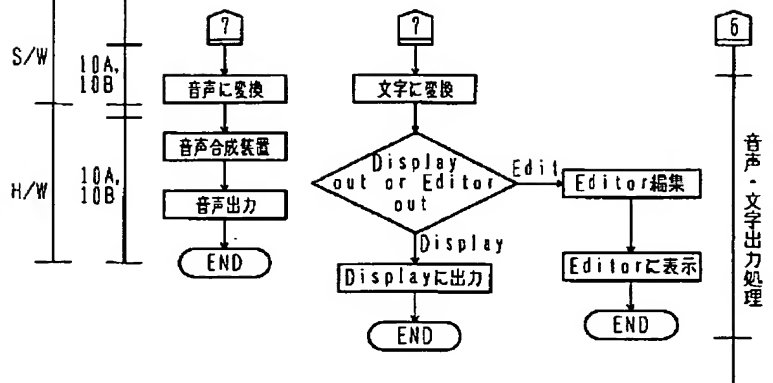 7
7
6
S/W
10A,
10B
音声に変換
文字に変換
H/W
10A,
10B
音声合成装置
音声出力
END
Display
out or Editor
out
Edit
Display
Displayに出力
END
Editor編集
Editorに表示
END
音声・文字出力処理